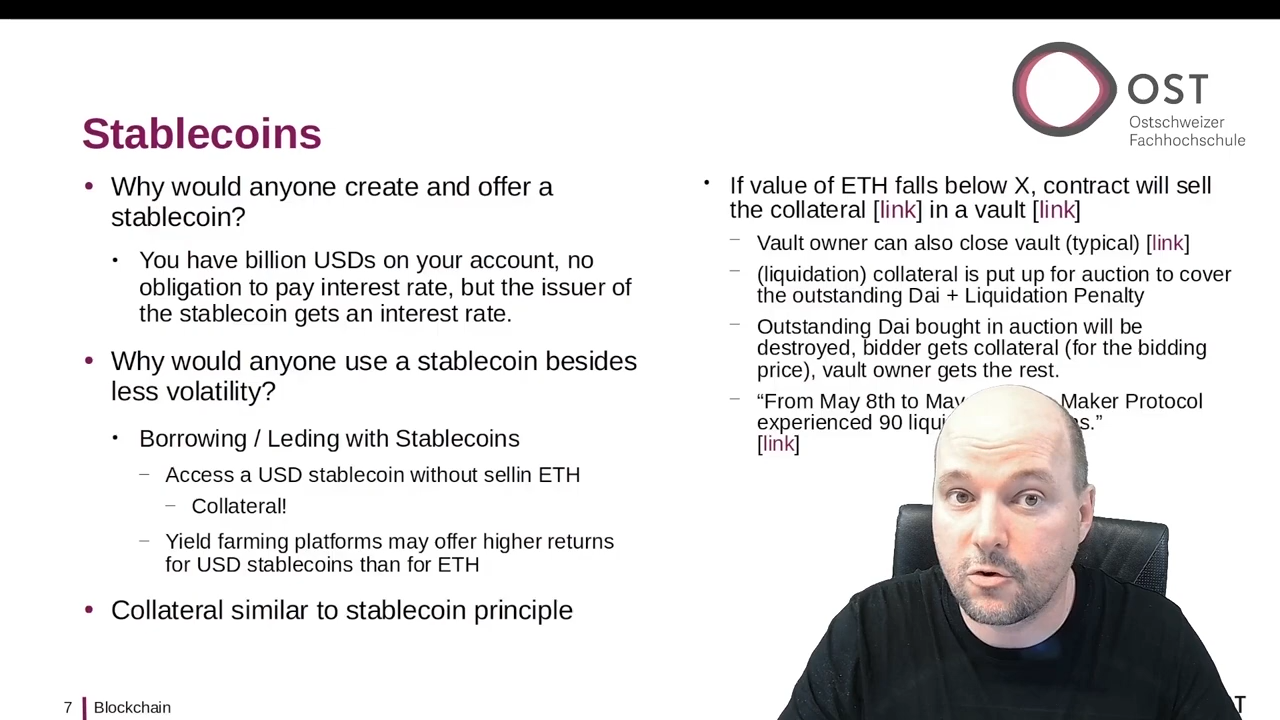 OST
Ostschweizer
Fachhochschule
Stablecoins
• Why would anyone create and offer a
stablecoin?
• You have billion USDs on your account, no
obligation to pay interest rate, but the issuer of
the stablecoin gets an interest rate.
• Why would anyone use a stablecoin besides
less volatility?
• Borrowing / Leding with Stablecoins
– Access a USD stablecoin without sellin ETH
– Collateral!
– Yield farming platforms may offer higher returns
for USD stablecoins than for ETH
• Collateral similar to stablecoin principle
• If value of ETH falls below X, contract will sell
the collateral [link] in a vault [link]
– Vault owner can also close vault (typical) [link]
– (liquidation) collateral is put up for auction to cover
the outstanding Dai + Liquidation Penalty
– Outstanding Dai bought in auction will be
destroyed, bidder gets collateral (for the bidding
price), vault owner gets the rest.
– “From May 8th to May Maker Protocol
experienced 90
[link]
7 Blockchain